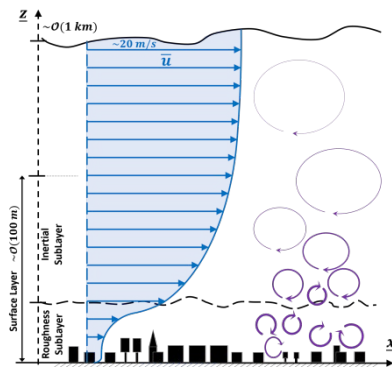 z
~O(1 km)
~20 m/s
u
Surface Layer ~O(100 m)
Inertial
SubLayer
Roughness
SubLayer
x